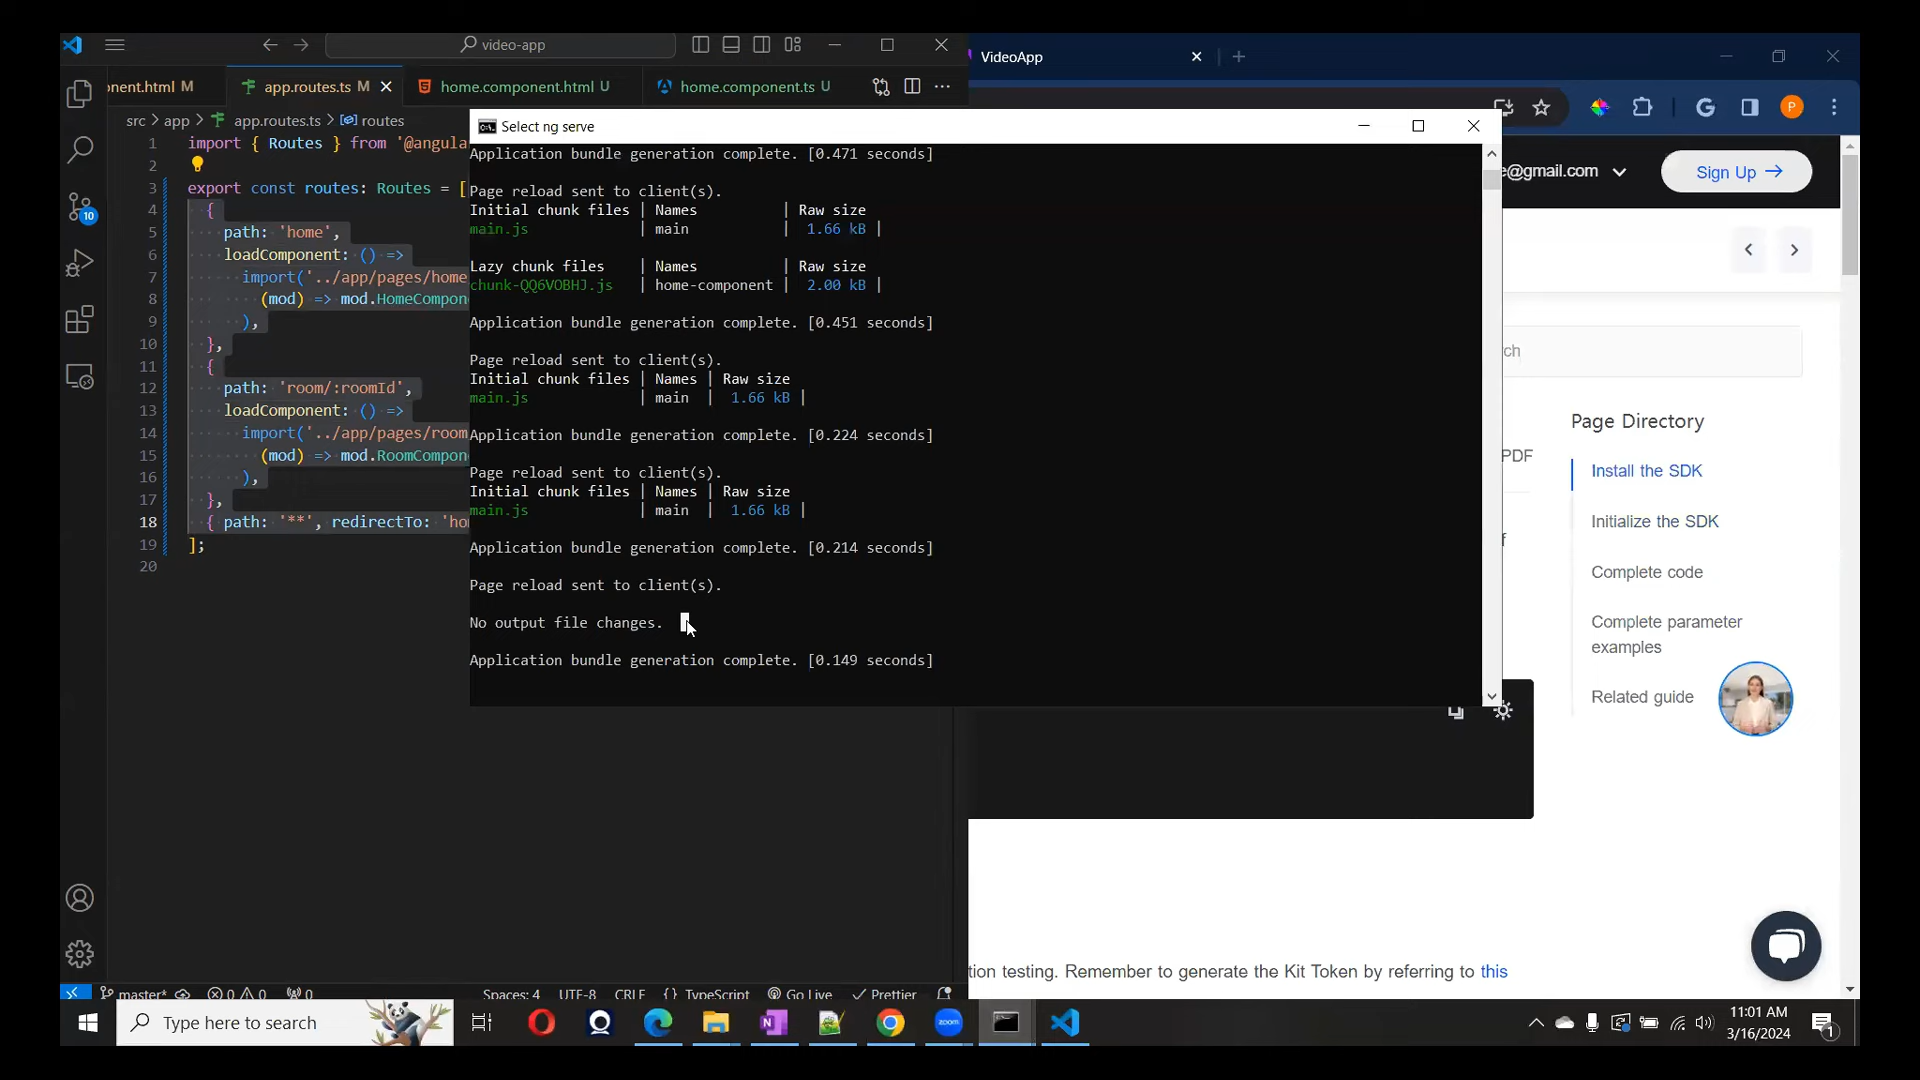 video-app
nent.html M
app.routes.ts M
home.component.html U
home.component.ts U
src > app > app.routes.ts > routes
1 import { Routes } from '@angula
2
3 export const routes: Routes = [
4 {
5 path: 'home',
6 loadComponent: () =>
7 import('../app/pages/home
8 (mod) => mod.HomeCompon
9 ),
10 },
11 {
12 path: 'room/:roomId',
13 loadComponent: () =>
14 import('../app/pages/room
15 (mod) => mod.RoomCompon
16 ),
17 },
18 { path: '**', redirectTo: 'ho
19 ];
20
10
master*
0 0
0
Spaces: 4
UTF-8
CRLF
{} TypeScript
Go Live
Prettier
Select ng serve
Application bundle generation complete. [0.471 seconds]
Page reload sent to client(s).
Initial chunk files | Names | Raw size
main.js | main | 1.66 kB |
Lazy chunk files | Names | Raw size
chunk-QQ6VOBHJ.js | home-component | 2.00 kB |
Application bundle generation complete. [0.451 seconds]
Page reload sent to client(s).
Initial chunk files | Names | Raw size
main.js | main | 1.66 kB |
Application bundle generation complete. [0.224 seconds]
Page reload sent to client(s).
Initial chunk files | Names | Raw size
main.js | main | 1.66 kB |
Application bundle generation complete. [0.214 seconds]
Page reload sent to client(s).
No output file changes.
Application bundle generation complete. [0.149 seconds]
VideoApp
P
e@gmail.com
Sign Up →
ch
PDF
f
Page Directory
Install the SDK
Initialize the SDK
Complete code
Complete parameter
examples
Related guide
tion testing. Remember to generate the Kit Token by referring to this
Type here to search
zoom
11:01 AM
3/16/2024
1